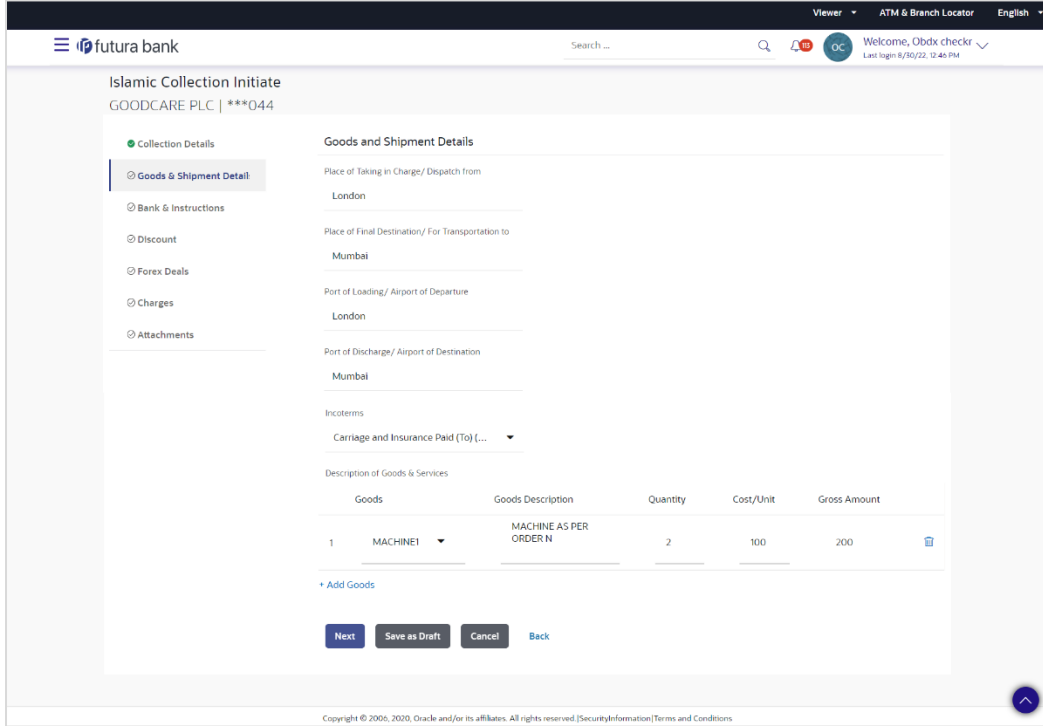 Viewer ATM & Branch Locator English
futura bank Search ... 113 OC Welcome, Obdx checkr
Last login 8/30/22, 12:46 PM
Islamic Collection Initiate
GOODCARE PLC | ***044
Collection Details
Goods & Shipment Detail
Bank & Instructions
Discount
Forex Deals
Charges
Attachments
Goods and Shipment Details
Place of Taking in Charge/ Dispatch from
London
Place of Final Destination/ For Transportation to
Mumbai
Port of Loading/ Airport of Departure
London
Port of Discharge/ Airport of Destination
Mumbai
Incoterms
Carriage and Insurance Paid (To) (...
Description of Goods & Services
Goods Goods Description Quantity Cost/Unit Gross Amount
1 MACHINE1 MACHINE AS PER ORDER N 2 100 200
+ Add Goods
Next Save as Draft Cancel Back
Copyright © 2006, 2020, Oracle and/or its affiliates. All rights reserved.|SecurityInformation|Terms and Conditions